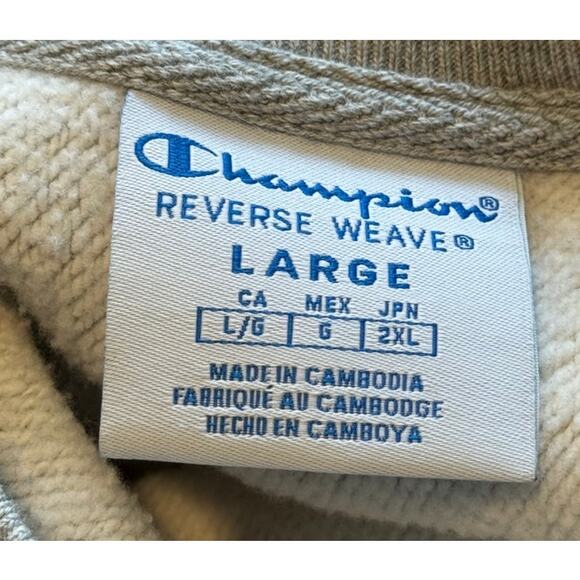 Champion®
REVERSE WEAVE®
LARGE
CA MEX JPN
L/G G 2XL
MADE IN CAMBODIA
FABRIQUÉ AU CAMBODGE
HECHO EN CAMBOYA